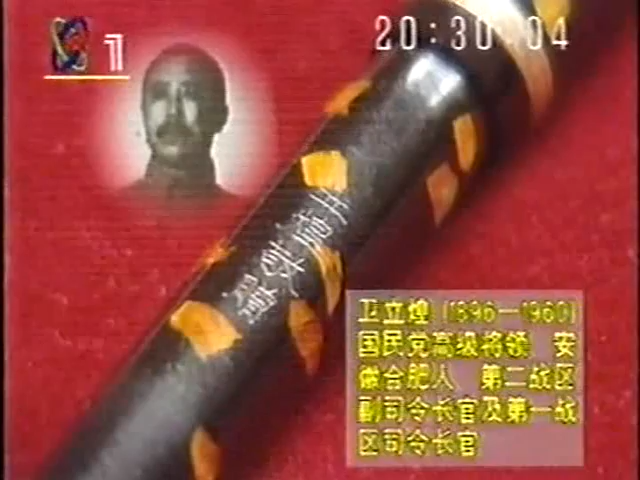 1
20:30:04
卫立煌 (1896—1960)
国民党高级将领 安
徽合肥人 第二战区
副司令长官及第一战
区司令长官